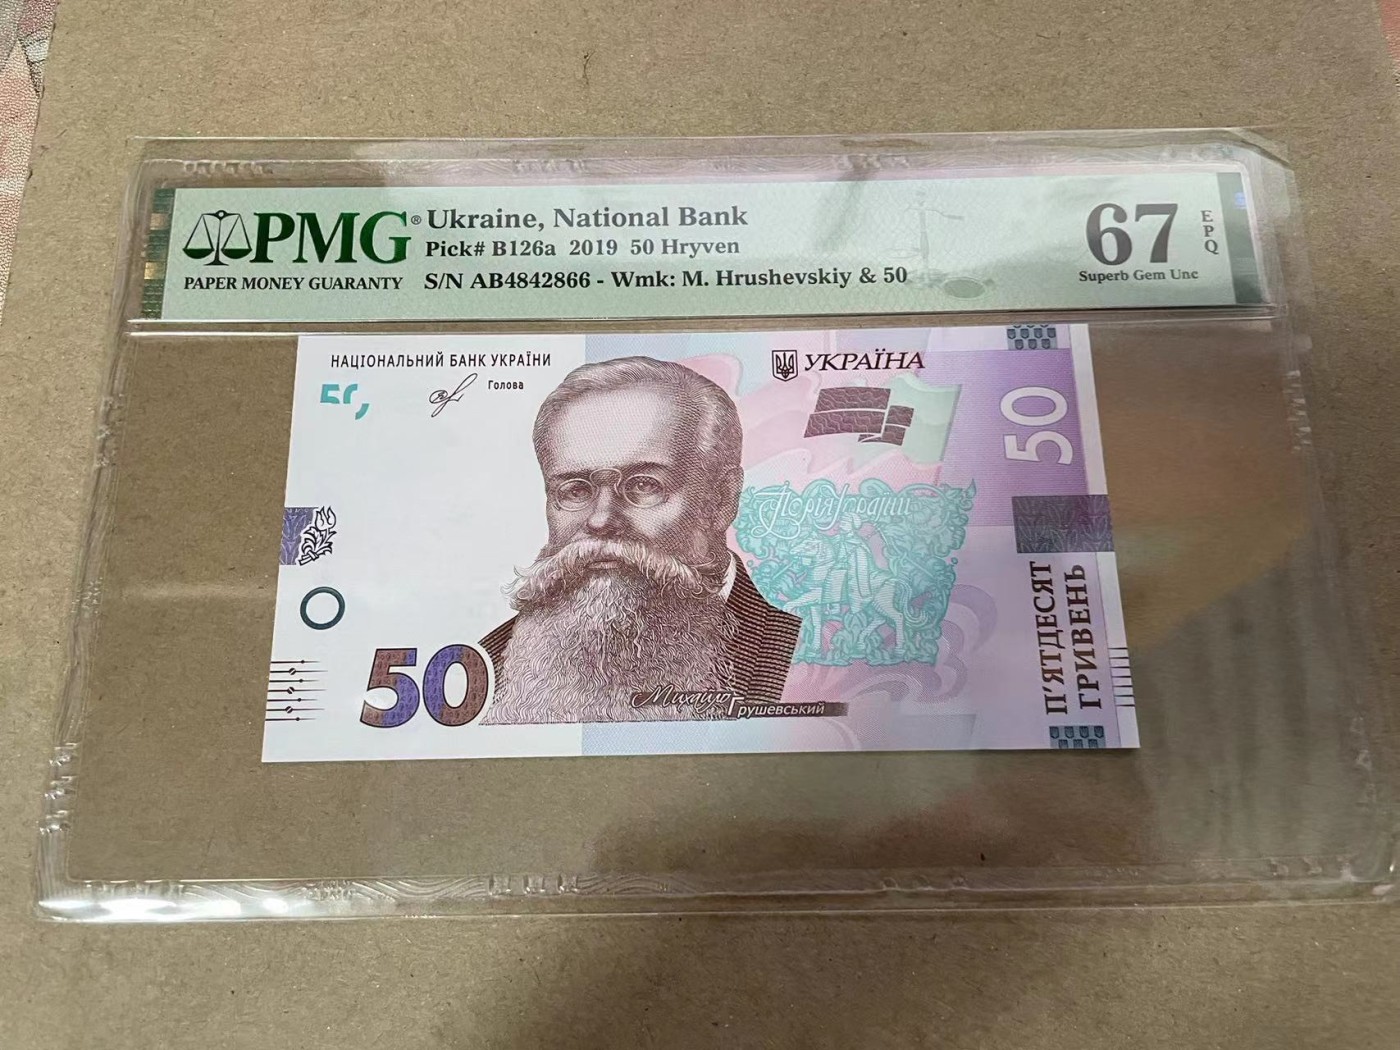 PMG®
PAPER MONEY GUARANTY
Ukraine, National Bank
Pick# B126a 2019 50 Hryven
S/N AB4842866 - Wmk: M. Hrushevskiy & 50
67
EPQ
Superb Gem Unc
НАЦІОНАЛЬНИЙ БАНК УКРАЇНИ
Голова
УКРАЇНА
50
50
Михайло Грушевський
П'ЯТДЕСЯТ
ГРИВЕНЬ